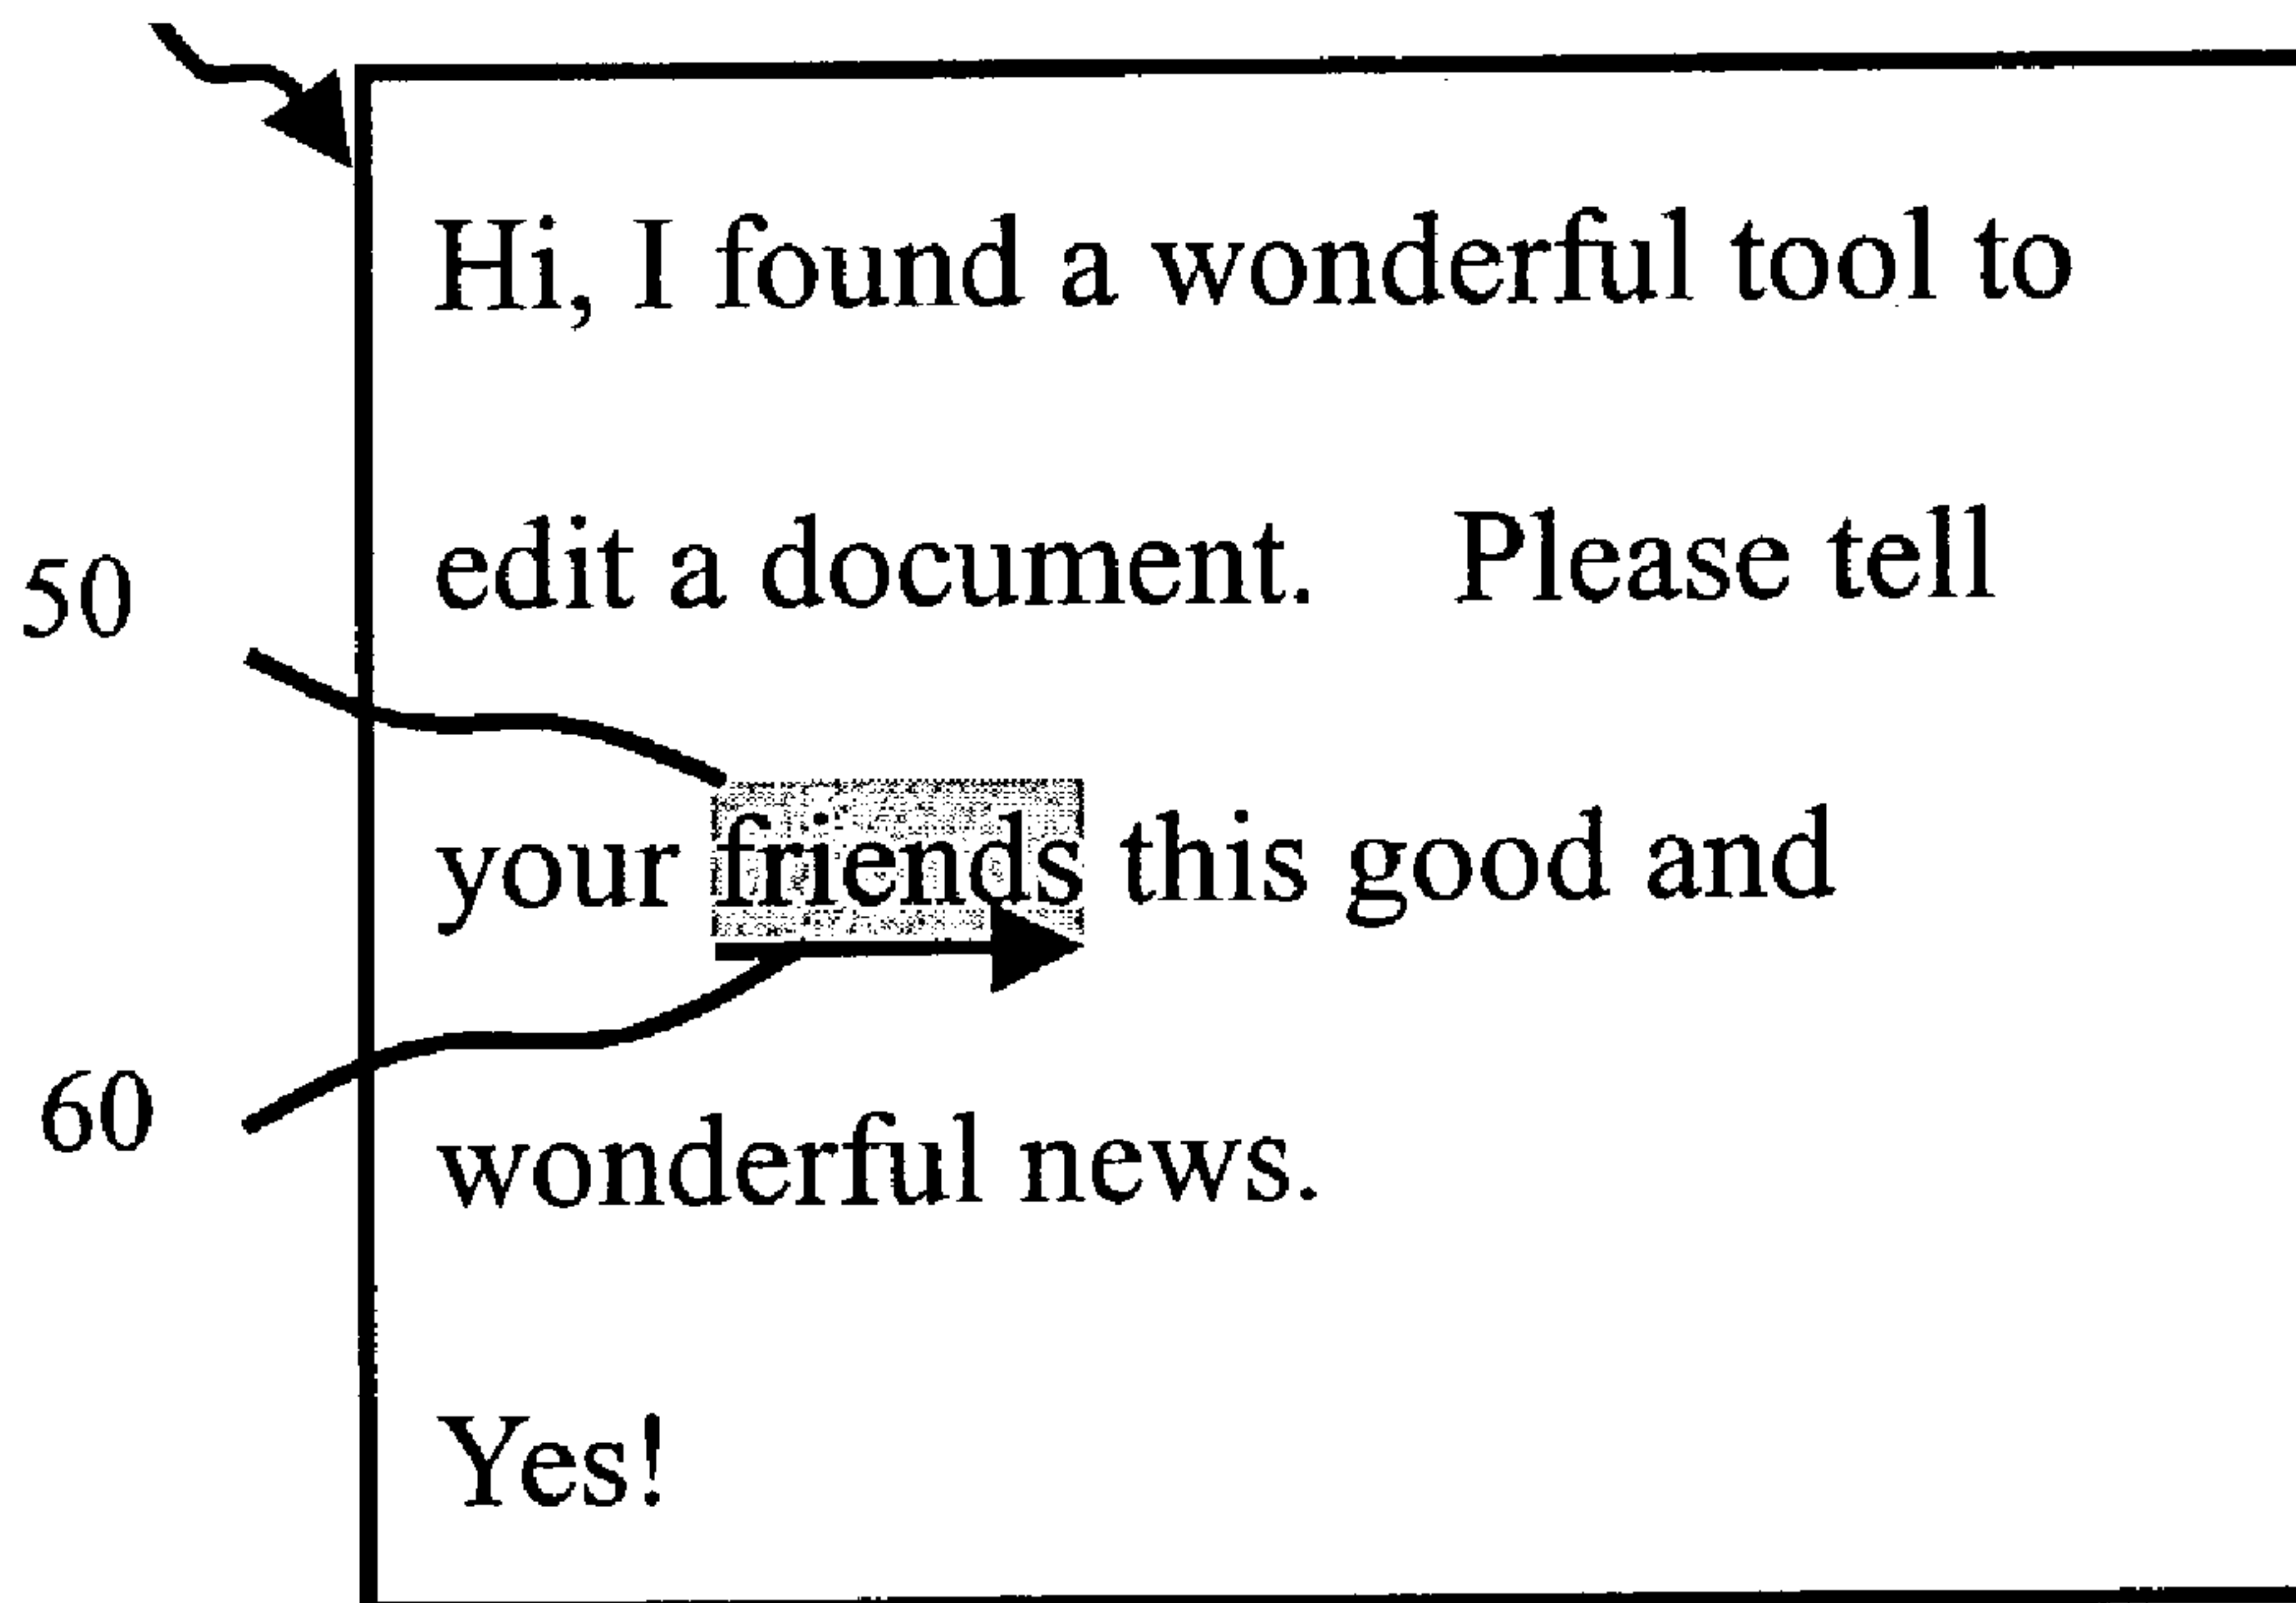 Hi, I found a wonderful tool to
edit a document. Please tell
50
your friends this good and
60
wonderful news.
Yes!